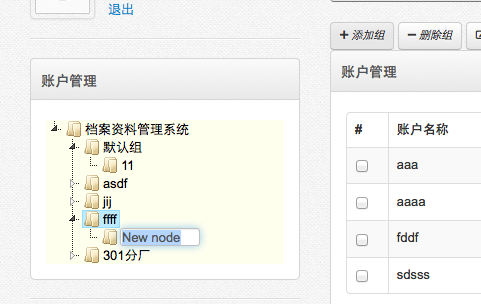 退出
账户管理
档案资料管理系统
默认组
11
asdf
jij
ffff
New node
301分厂
添加组
删除组
账户管理
# 账户名称
aaa
aaaa
fddf
sdsss